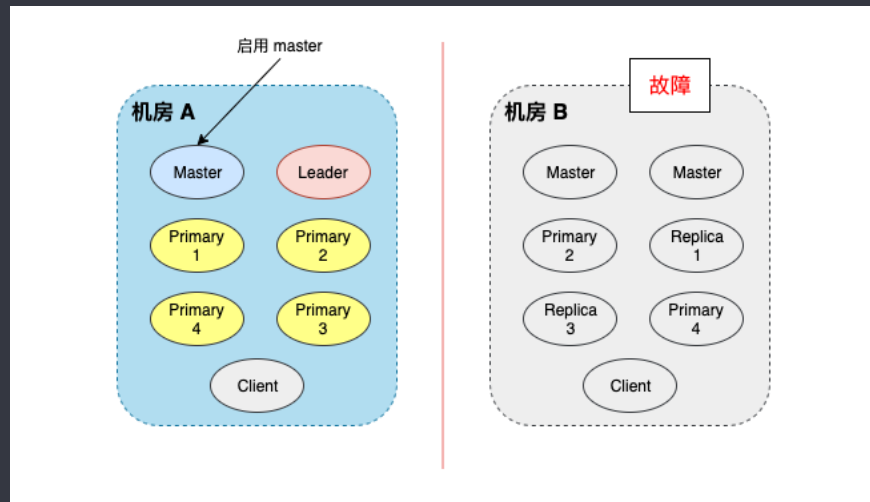 启用 master
故障
机房 A
Master
Leader
Primary
1
Primary
2
Primary
4
Primary
3
Client
机房 B
Master
Master
Primary
2
Replica
1
Replica
3
Primary
4
Client